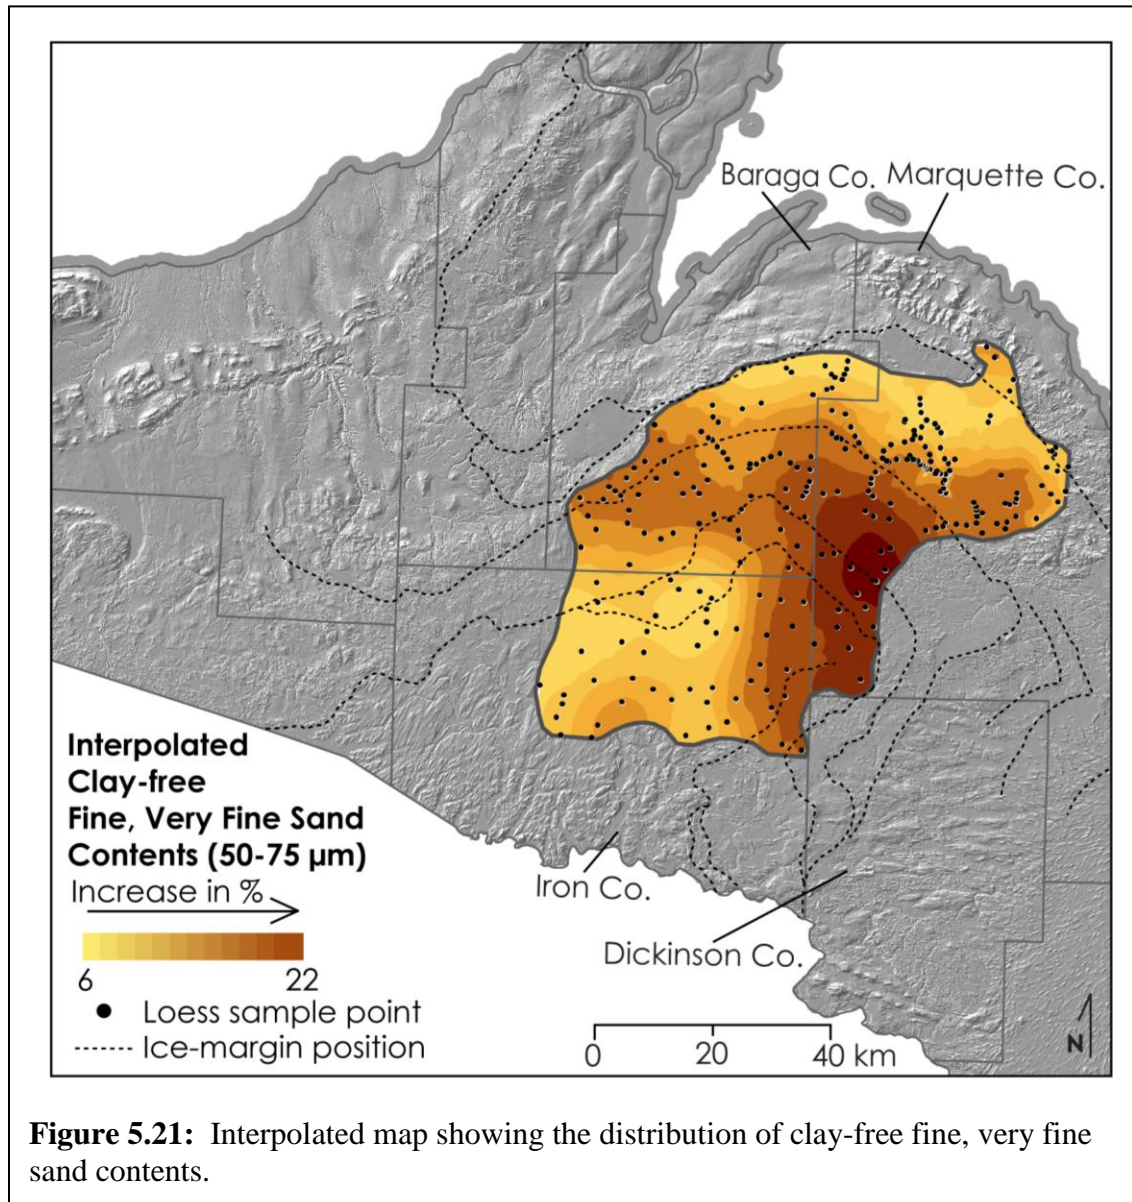 Baraga Co. Marquette Co.
Interpolated
Clay-free
Fine, Very Fine Sand
Contents (50-75 µm)
Increase in %
6 22
Loess sample point
Ice-margin position
Iron Co.
Dickinson Co.
0 20 40 km
N
Figure 5.21: Interpolated map showing the distribution of clay-free fine, very fine
sand contents.